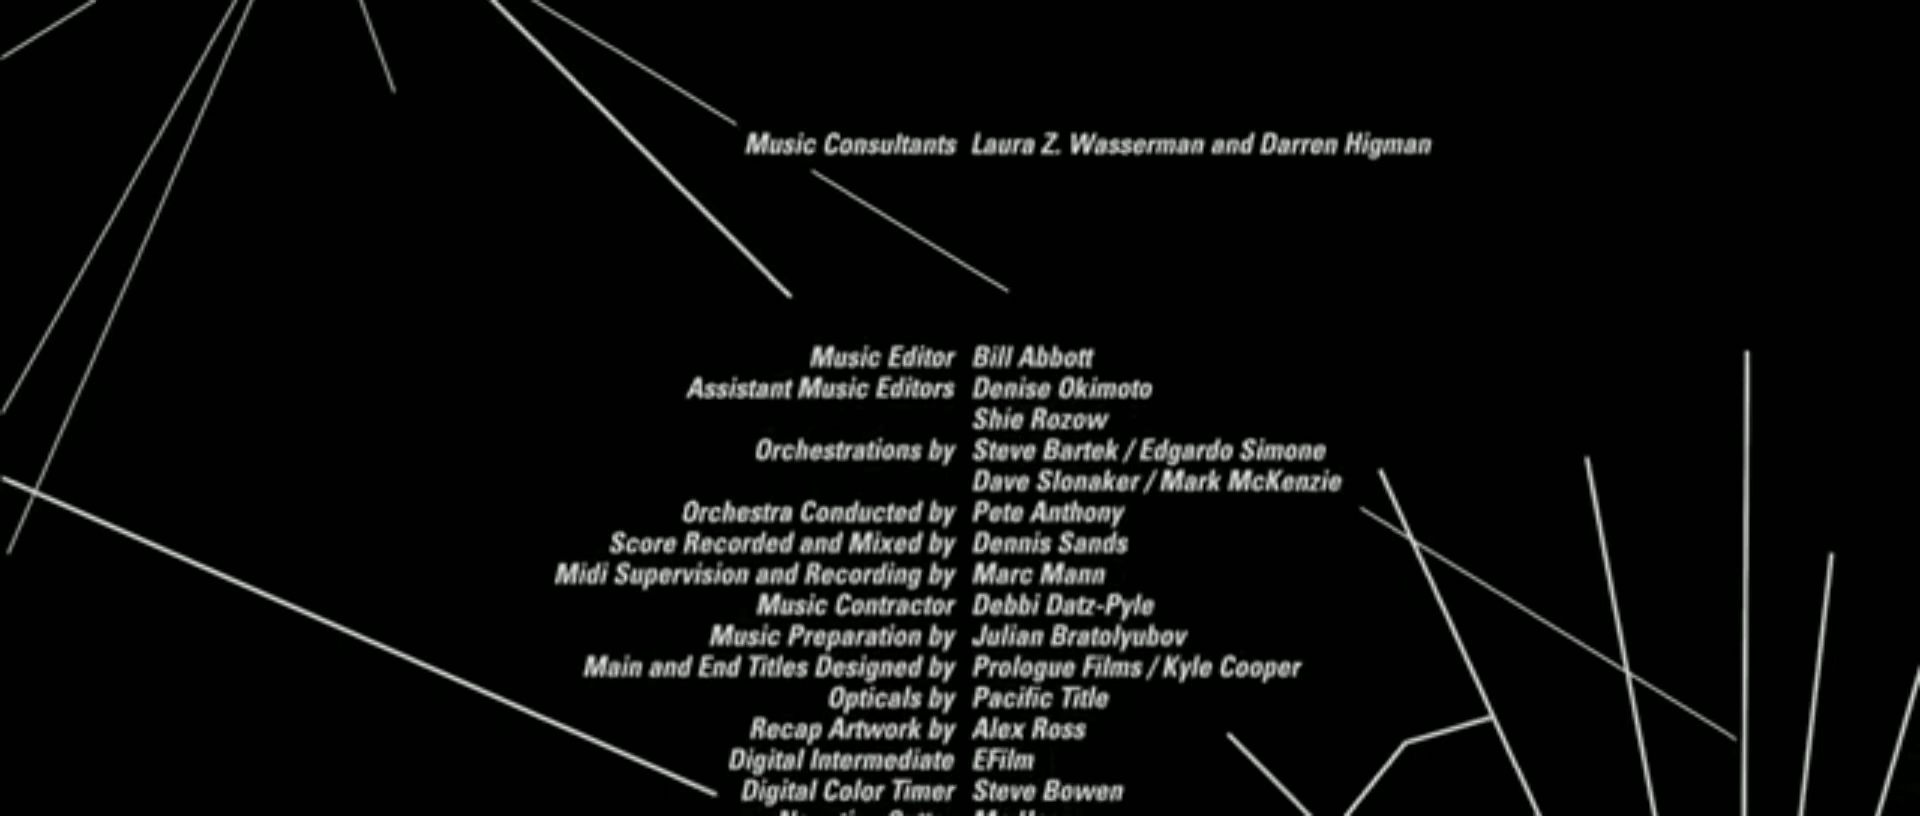 Music Consultants Laura Z. Wasserman and Darren Higman
Music Editor Bill Abbott
Assistant Music Editors Denise Okimoto
Shie Rozow
Orchestrations by Steve Bartek / Edgardo Simone
Dave Slonaker / Mark McKenzie
Orchestra Conducted by Pete Anthony
Score Recorded and Mixed by Dennis Sands
Midi Supervision and Recording by Marc Mann
Music Contractor Debbi Datz-Pyle
Music Preparation by Julian Bratolyubov
Main and End Titles Designed by Prologue Films / Kyle Cooper
Opticals by Pacific Title
Recap Artwork by Alex Ross
Digital Intermediate EFilm
Digital Color Timer Steve Bowen